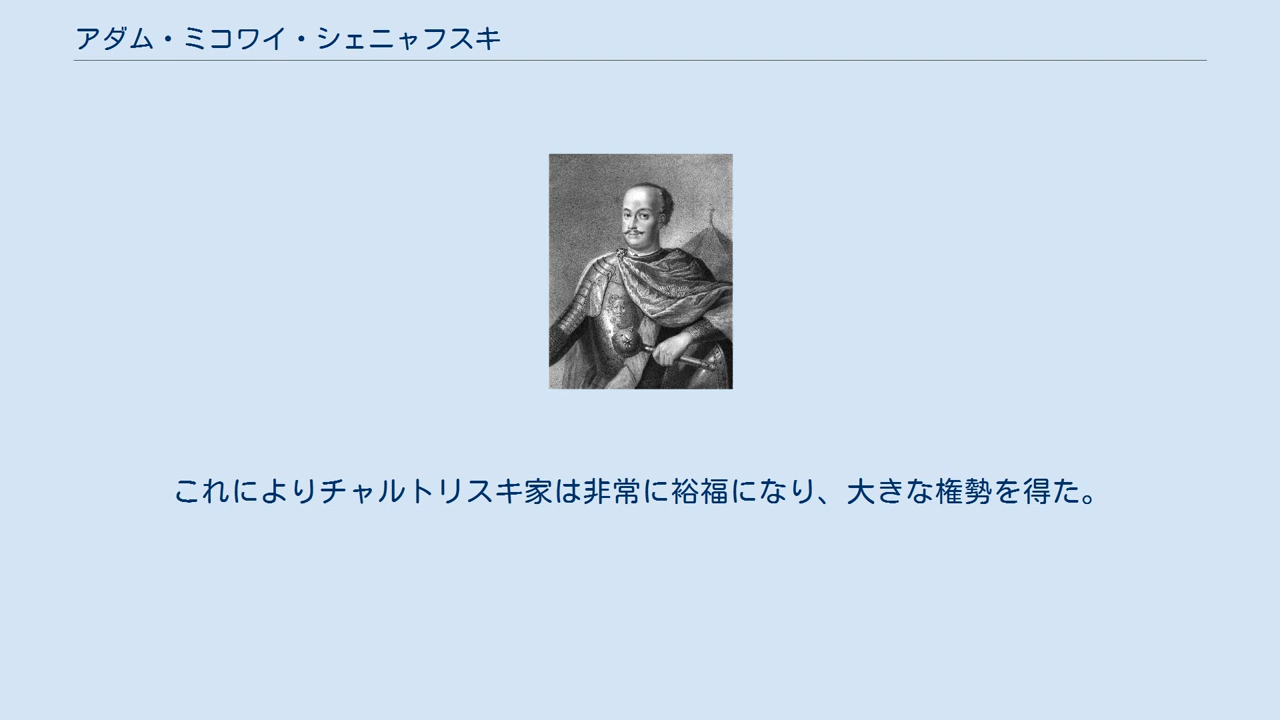 アダム・ミコワイ・シェニャフスキ
これによりチャルトリスキ家は非常に裕福になり、大きな権勢を得た。